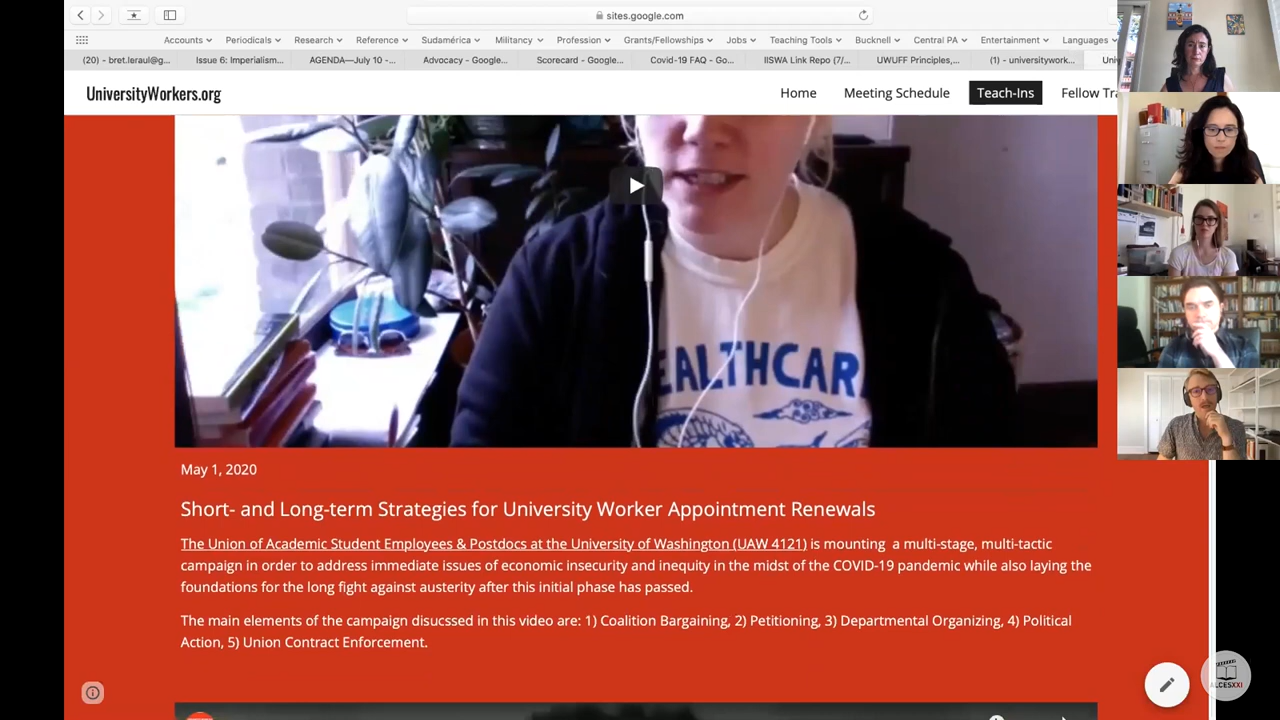 sites.google.com
Accounts Periodicals Research Reference Sudamérica Militancy Profession Grants/Fellowships Jobs Teaching Tools Bucknell Central PA Entertainment Languages
(20) - bret.leraul@g... Issue 6: Imperialism... AGENDA—July 10 -... Advocacy - Google... Scorecard - Google... Covid-19 FAQ - Go... IISWA Link Repo (7/... UWUFF Principles,... (1) - universitywork... Univ
UniversityWorkers.org Home Meeting Schedule Teach-Ins Fellow Tra
EALTHCAR
May 1, 2020
Short- and Long-term Strategies for University Worker Appointment Renewals
The Union of Academic Student Employees & Postdocs at the University of Washington (UAW 4121) is mounting a multi-stage, multi-tactic
campaign in order to address immediate issues of economic insecurity and inequity in the midst of the COVID-19 pandemic while also laying the
foundations for the long fight against austerity after this initial phase has passed.
The main elements of the campaign disucssed in this video are: 1) Coalition Bargaining, 2) Petitioning, 3) Departmental Organizing, 4) Political
Action, 5) Union Contract Enforcement.
ALCESXXI